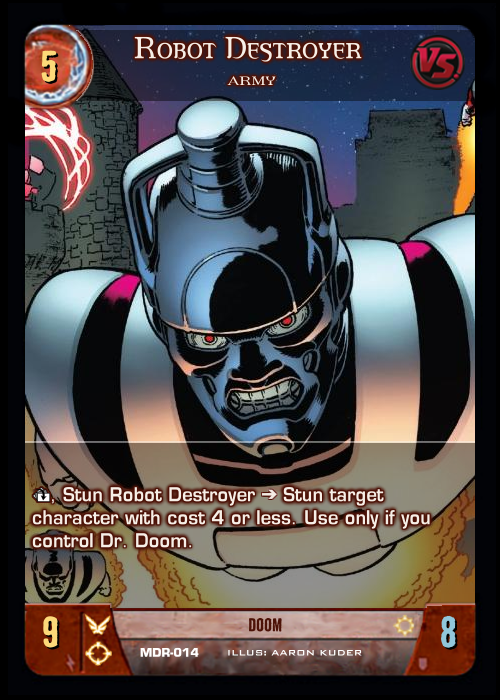 5
Robot Destroyer
VS
ARMY
, Stun Robot Destroyer ➔ Stun target
character with cost 4 or less. Use only if you
control Dr. Doom.
9
DOOM
8
MDR-014 ILLUS: AARON KUDER